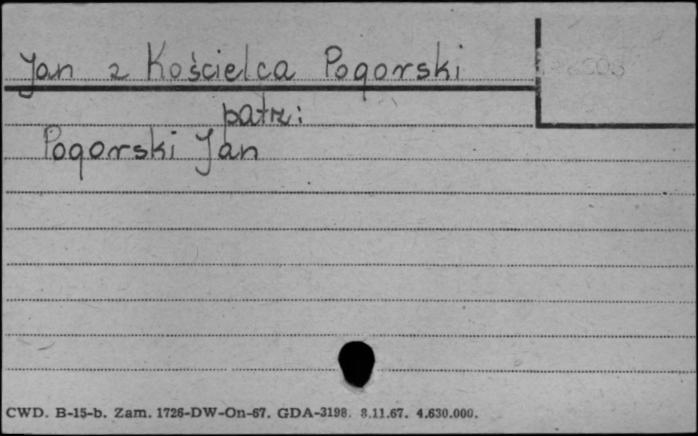 Jan z Kościelca Pogorski
patrz:
Pogorski Jan
CWD. B-15-b. Zam. 1726-DW-On-67. GDA-3198. 8.11.67. 4.630.000.